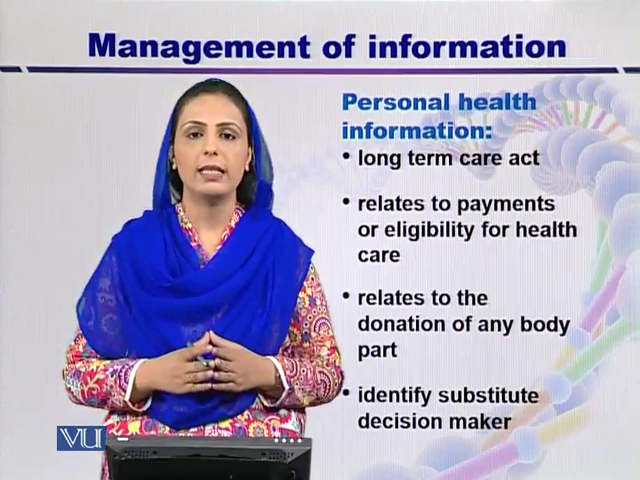 Management of information
Personal health
information:
• long term care act
• relates to payments
or eligibility for health
care
• relates to the
donation of any body
part
• identify substitute
decision maker
VU